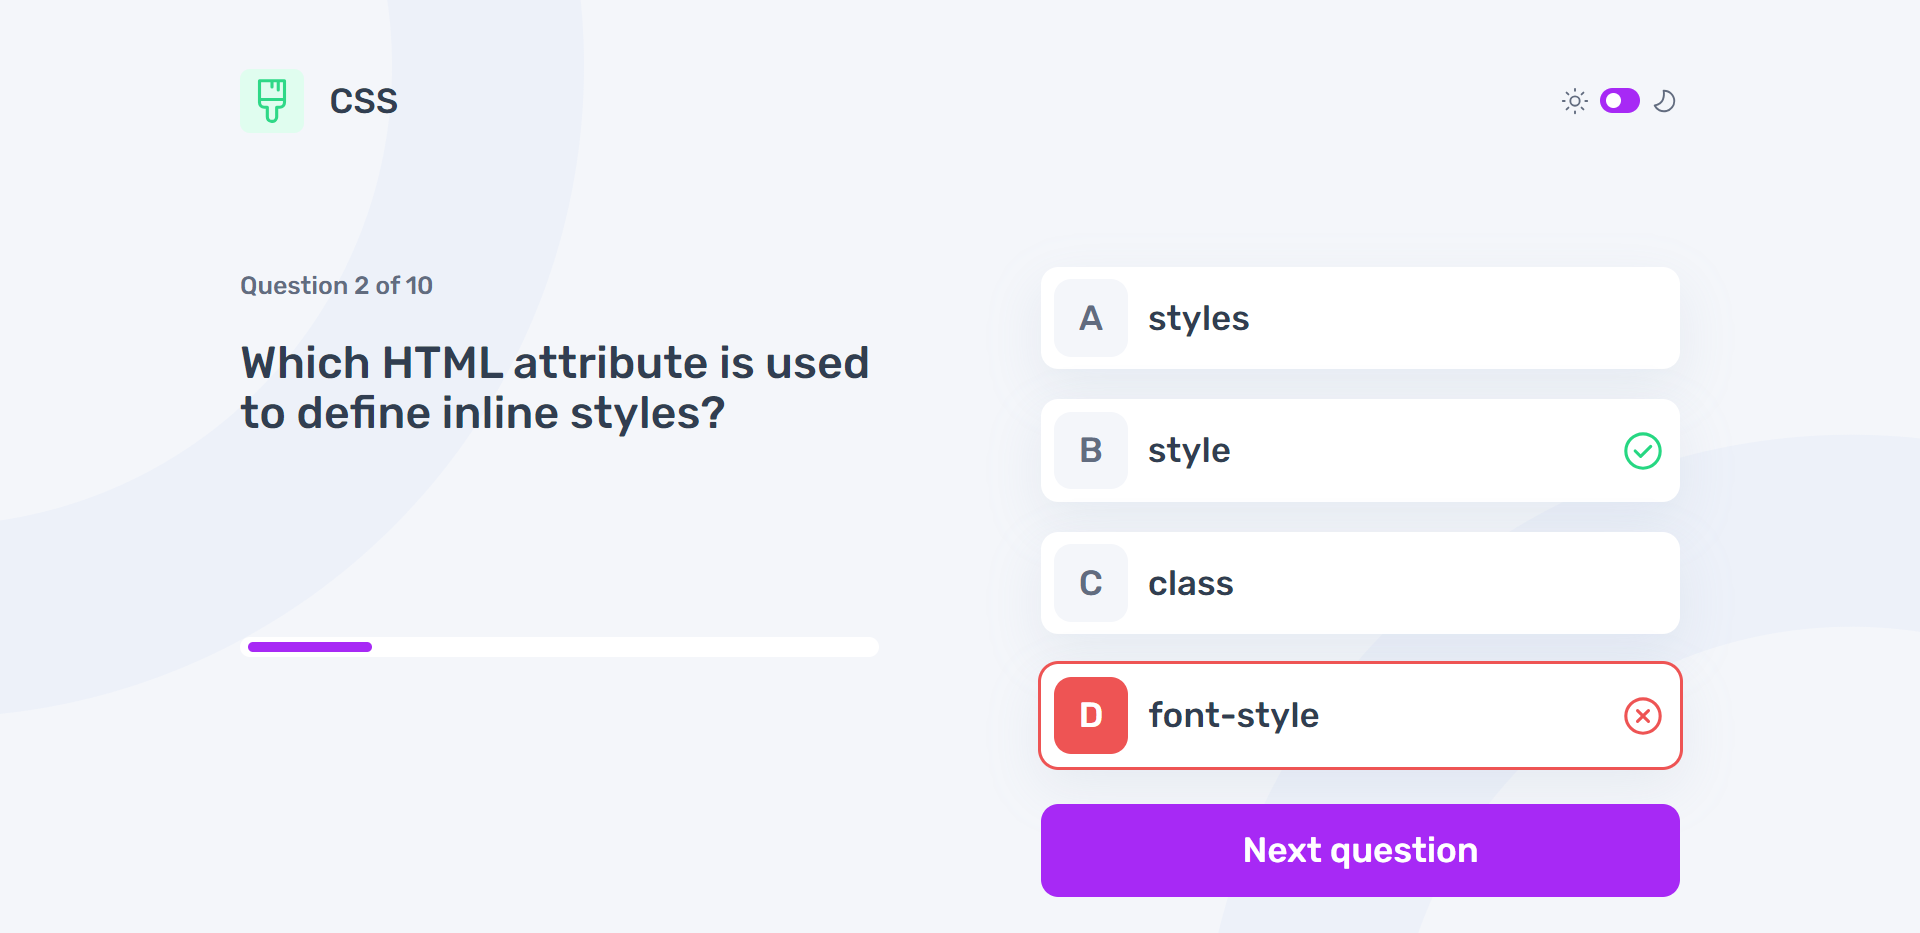 CSS
Question 2 of 10
Which HTML attribute is used
to define inline styles?
A styles
B style
C class
D font-style
Next question